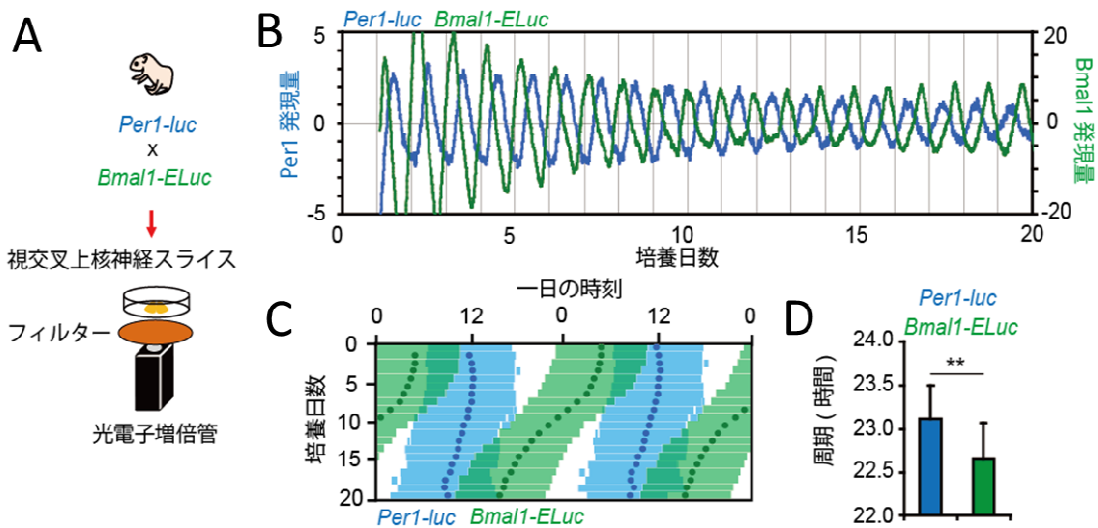 A
Per1-luc
x
Bmal1-ELuc
視交叉上核神経スライス
フィルター
光電子増倍管
B
Per1-luc Bmal1-ELuc
Per1 発現量
5
0
-5
20
0
-20
Bmal1 発現量
0 5 10 15 20
培養日数
C
一日の時刻
0 12 0 12 0
培養日数
0
5
10
15
20
Per1-luc Bmal1-ELuc
D
Per1-luc
Bmal1-ELuc
周期 ( 時間 )
24.0
23.5
23.0
22.5
22.0
**